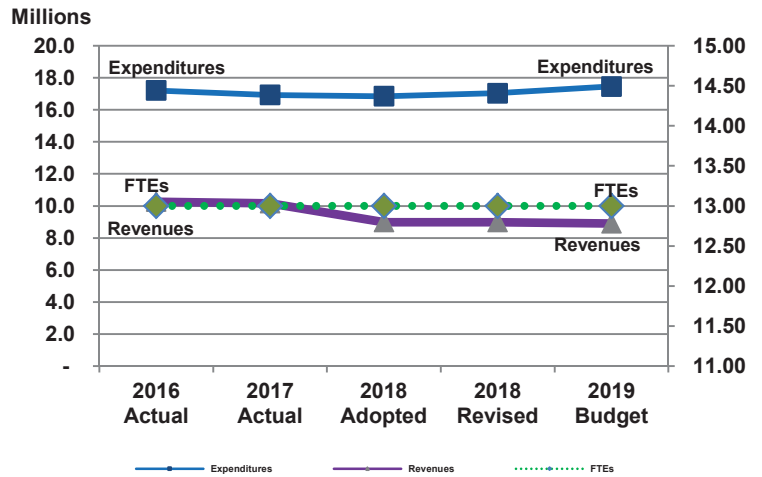 Millions
20.0
18.0
16.0
14.0
12.0
10.0
8.0
6.0
4.0
2.0
-
15.00
14.50
14.00
13.50
13.00
12.50
12.00
11.50
11.00
Expenditures
Expenditures
FTEs
FTEs
Revenues
Revenues
2016 2017 2018 2018 2019
Actual Actual Adopted Revised Budget
Expenditures Revenues FTEs